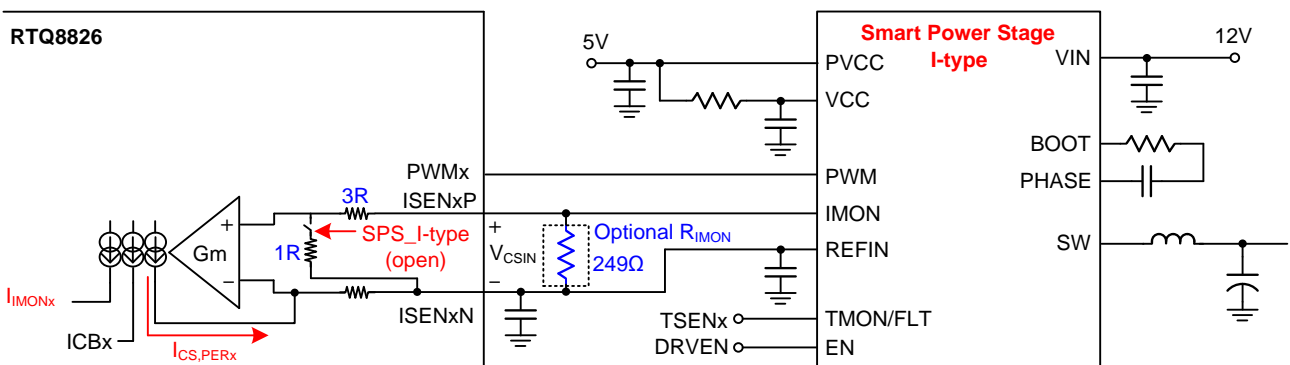 RTQ8826
5V
Smart Power Stage
I-type
12V
PVCC
VIN
VCC
BOOT
PWMx
PWM
PHASE
3R
ISENxP
IMON
+
SPS_I-type
(open)
+
Optional RIMON
249Ω
Gm
1R
VCSIN
REFIN
SW
−
−
IIMONx
ISENxN
TSENx
TMON/FLT
ICBx
ICS,PERx
DRVEN
EN